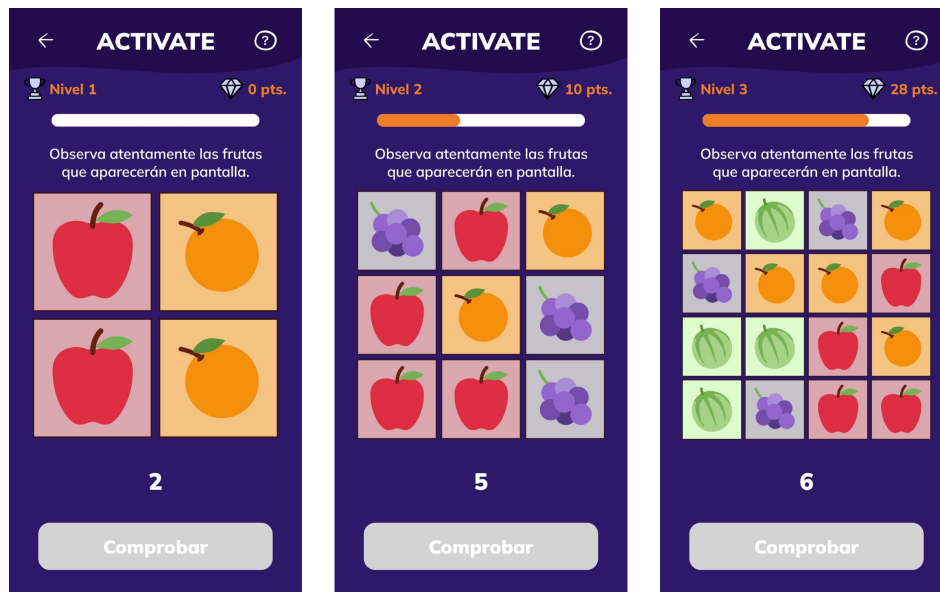 ACTIVATE
?
Nivel 1
0 pts.
Observa atentamente las frutas
que aparecerán en pantalla.
2
Comprobar
ACTIVATE
?
Nivel 2
10 pts.
Observa atentamente las frutas
que aparecerán en pantalla.
5
Comprobar
ACTIVATE
?
Nivel 3
28 pts.
Observa atentamente las frutas
que aparecerán en pantalla.
6
Comprobar